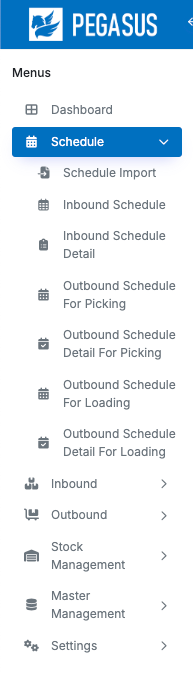 PEGASUS
Menus
Dashboard
Schedule
Schedule Import
Inbound Schedule
Inbound Schedule
Detail
Outbound Schedule
For Picking
Outbound Schedule
Detail For Picking
Outbound Schedule
For Loading
Outbound Schedule
Detail For Loading
Inbound
Outbound
Stock
Management
Master
Management
Settings